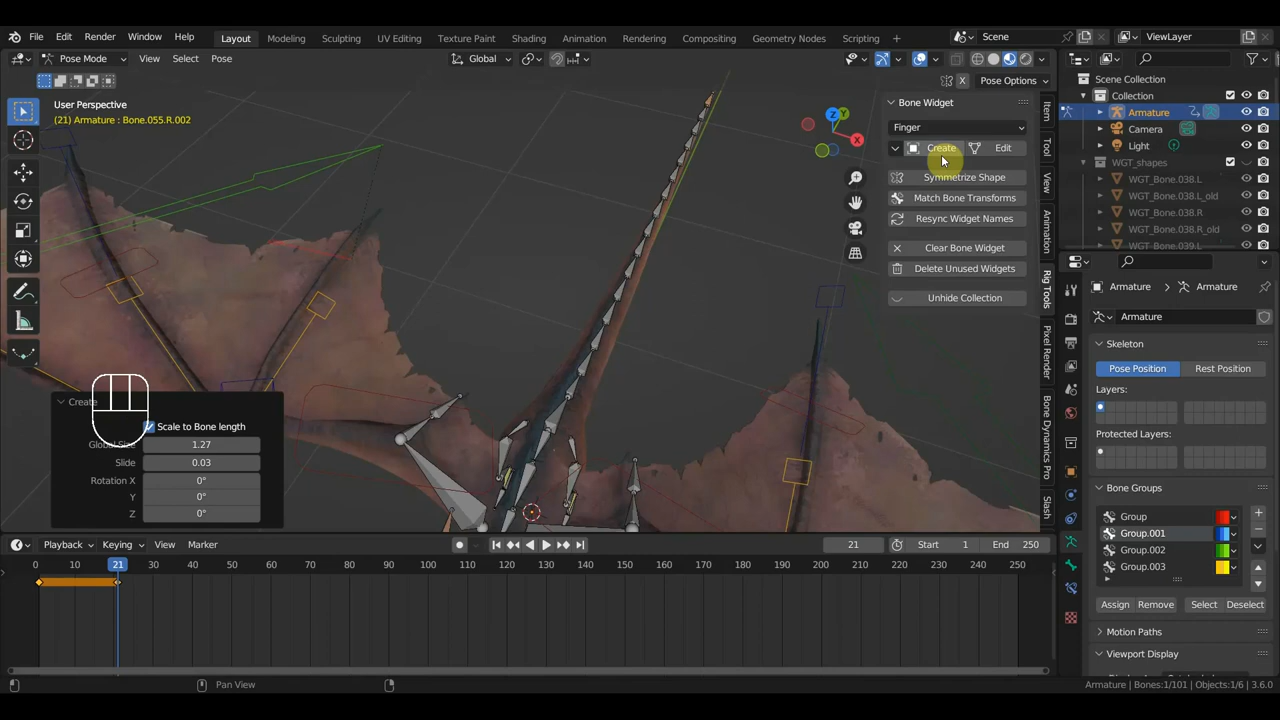 File Edit Render Window Help Layout Modeling Sculpting UV Editing Texture Paint Shading Animation Rendering Compositing Geometry Nodes Scripting + Scene ViewLayer
Pose Mode View Select Pose Global
X Pose Options
User Perspective
(21) Armature : Bone.055.R.002
Z Y X
Bone Widget
Finger
Create Edit
Symmetrize Shape
Match Bone Transforms
Resync Widget Names
Clear Bone Widget
Delete Unused Widgets
Unhide Collection
Item
Tool
View
Animation
Rig Tools
Pixel Render
Bone Dynamics Pro
Slash
Scene Collection
Collection
Armature
Camera
Light
WGT_shapes
WGT_Bone.038.L
WGT_Bone.038.L_old
WGT_Bone.038.R
WGT_Bone.038.R_old
WGT_Bone.039.L
Armature > Armature
Armature
Skeleton
Pose Position Rest Position
Layers:
Protected Layers:
Bone Groups
Group
Group.001
Group.002
Group.003
Assign Remove Select Deselect
Motion Paths
Viewport Display
Create
Scale to Bone length
Global Size 1.27
Slide 0.03
Rotation X 0°
Y 0°
Z 0°
Playback Keying View Marker 21 Start 1 End 250
0 10 21 30 40 50 60 70 80 90 100 110 120 130 140 150 160 170 180 190 200 210 220 230 240 250
Pan View
Armature | Bones:1/101 | Objects:1/6 | 3.6.0